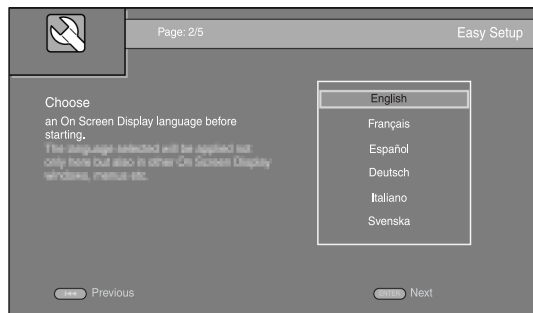 Page: 2/5
Easy Setup
Choose
an On Screen Display language before
starting.
The language selected will be applied not
only here but also in other On Screen Display
windows, menus etc.
English
Français
Español
Deutsch
Italiano
Svenska
Previous
ENTER Next